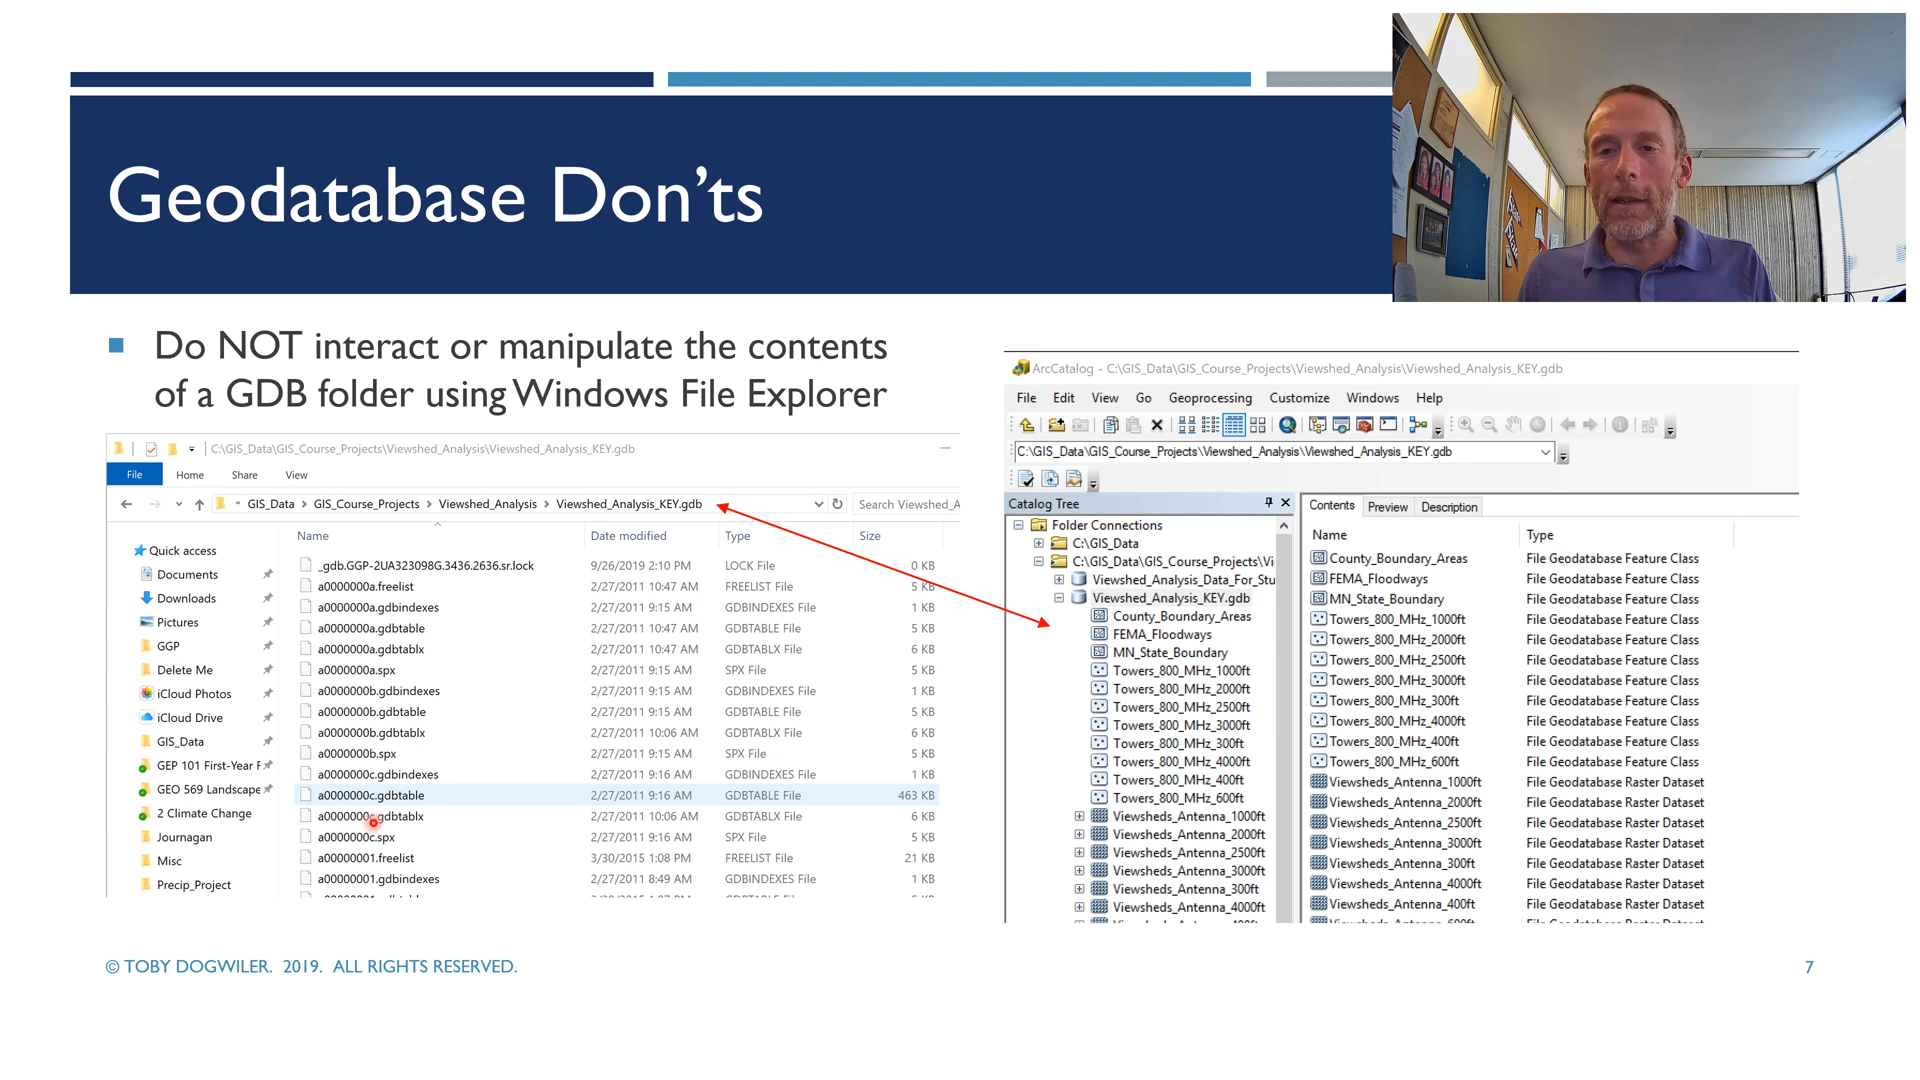 Geodatabase Don'ts
Do NOT interact or manipulate the contents
of a GDB folder using Windows File Explorer
C:\GIS_Data\GIS_Course_Projects\Viewshed_Analysis\Viewshed_Analysis_KEY.gdb
File Home Share View
GIS_Data > GIS_Course_Projects > Viewshed_Analysis > Viewshed_Analysis_KEY.gdb Search Viewshed_A
Name Date modified Type Size
Quick access
Documents
Downloads
Pictures
GGP
Delete Me
iCloud Photos
iCloud Drive
GIS_Data
GEP 101 First-Year F
GEO 569 Landscape
2 Climate Change
Journagan
Misc
Precip_Project
_gdb.GGP-2UA323098G.3436.2636.sr.lock 9/26/2019 2:10 PM LOCK File 0 KB
a0000000a.freelist 2/27/2011 10:47 AM FREELIST File 5 KB
a0000000a.gdbindexes 2/27/2011 9:15 AM GDBINDEXES File 1 KB
a0000000a.gdbtable 2/27/2011 10:47 AM GDBTABLE File 5 KB
a0000000a.gdbtablx 2/27/2011 10:47 AM GDBTABLX File 6 KB
a0000000a.spx 2/27/2011 9:15 AM SPX File 5 KB
a0000000b.gdbindexes 2/27/2011 9:15 AM GDBINDEXES File 1 KB
a0000000b.gdbtable 2/27/2011 9:15 AM GDBTABLE File 5 KB
a0000000b.gdbtablx 2/27/2011 10:06 AM GDBTABLX File 6 KB
a0000000b.spx 2/27/2011 9:15 AM SPX File 5 KB
a0000000c.gdbindexes 2/27/2011 9:16 AM GDBINDEXES File 1 KB
a0000000c.gdbtable 2/27/2011 9:16 AM GDBTABLE File 463 KB
a0000000c.gdbtablx 2/27/2011 10:06 AM GDBTABLX File 6 KB
a0000000c.spx 2/27/2011 9:16 AM SPX File 5 KB
a00000001.freelist 3/30/2015 1:08 PM FREELIST File 21 KB
a00000001.gdbindexes 2/27/2011 8:49 AM GDBINDEXES File 1 KB
ArcCatalog - C:\GIS_Data\GIS_Course_Projects\Viewshed_Analysis\Viewshed_Analysis_KEY.gdb
File Edit View Go Geoprocessing Customize Windows Help
C:\GIS_Data\GIS_Course_Projects\Viewshed_Analysis\Viewshed_Analysis_KEY.gdb
Catalog Tree
Folder Connections
C:\GIS_Data
C:\GIS_Data\GIS_Course_Projects\Vi
Viewshed_Analysis_Data_For_Stu
Viewshed_Analysis_KEY.gdb
County_Boundary_Areas
FEMA_Floodways
MN_State_Boundary
Towers_800_MHz_1000ft
Towers_800_MHz_2000ft
Towers_800_MHz_2500ft
Towers_800_MHz_3000ft
Towers_800_MHz_300ft
Towers_800_MHz_4000ft
Towers_800_MHz_400ft
Towers_800_MHz_600ft
Viewsheds_Antenna_1000ft
Viewsheds_Antenna_2000ft
Viewsheds_Antenna_2500ft
Viewsheds_Antenna_3000ft
Viewsheds_Antenna_300ft
Viewsheds_Antenna_4000ft
Contents Preview Description
Name Type
County_Boundary_Areas File Geodatabase Feature Class
FEMA_Floodways File Geodatabase Feature Class
MN_State_Boundary File Geodatabase Feature Class
Towers_800_MHz_1000ft File Geodatabase Feature Class
Towers_800_MHz_2000ft File Geodatabase Feature Class
Towers_800_MHz_2500ft File Geodatabase Feature Class
Towers_800_MHz_3000ft File Geodatabase Feature Class
Towers_800_MHz_300ft File Geodatabase Feature Class
Towers_800_MHz_4000ft File Geodatabase Feature Class
Towers_800_MHz_400ft File Geodatabase Feature Class
Towers_800_MHz_600ft File Geodatabase Feature Class
Viewsheds_Antenna_1000ft File Geodatabase Raster Dataset
Viewsheds_Antenna_2000ft File Geodatabase Raster Dataset
Viewsheds_Antenna_2500ft File Geodatabase Raster Dataset
Viewsheds_Antenna_3000ft File Geodatabase Raster Dataset
Viewsheds_Antenna_300ft File Geodatabase Raster Dataset
Viewsheds_Antenna_4000ft File Geodatabase Raster Dataset
Viewsheds_Antenna_400ft File Geodatabase Raster Dataset
© TOBY DOGWILER. 2019. ALL RIGHTS RESERVED.
7